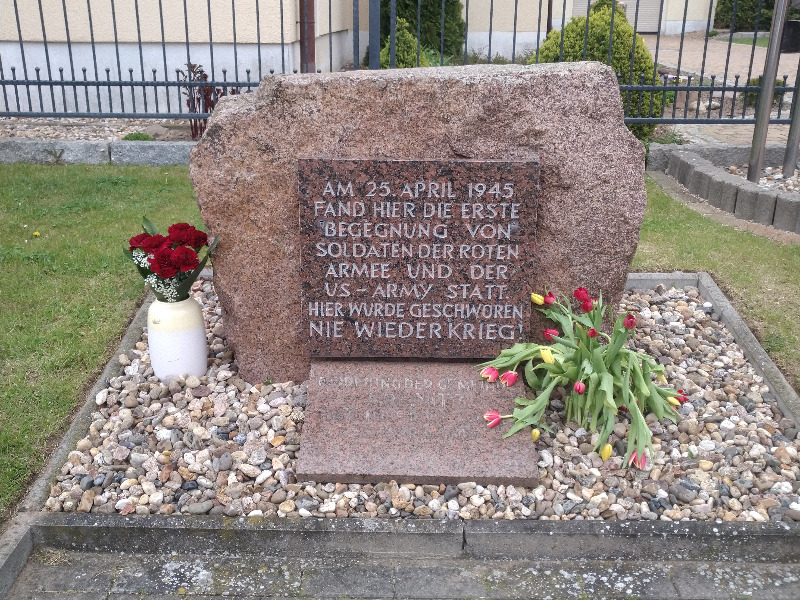 AM 25. APRIL 1945
FAND HIER DIE ERSTE
BEGEGNUNG VON
SOLDATEN DER ROTEN
ARMEE UND DER
US-ARMY STATT.
HIER WURDE GESCHWOREN
NIE WIEDER KRIEG!
DER